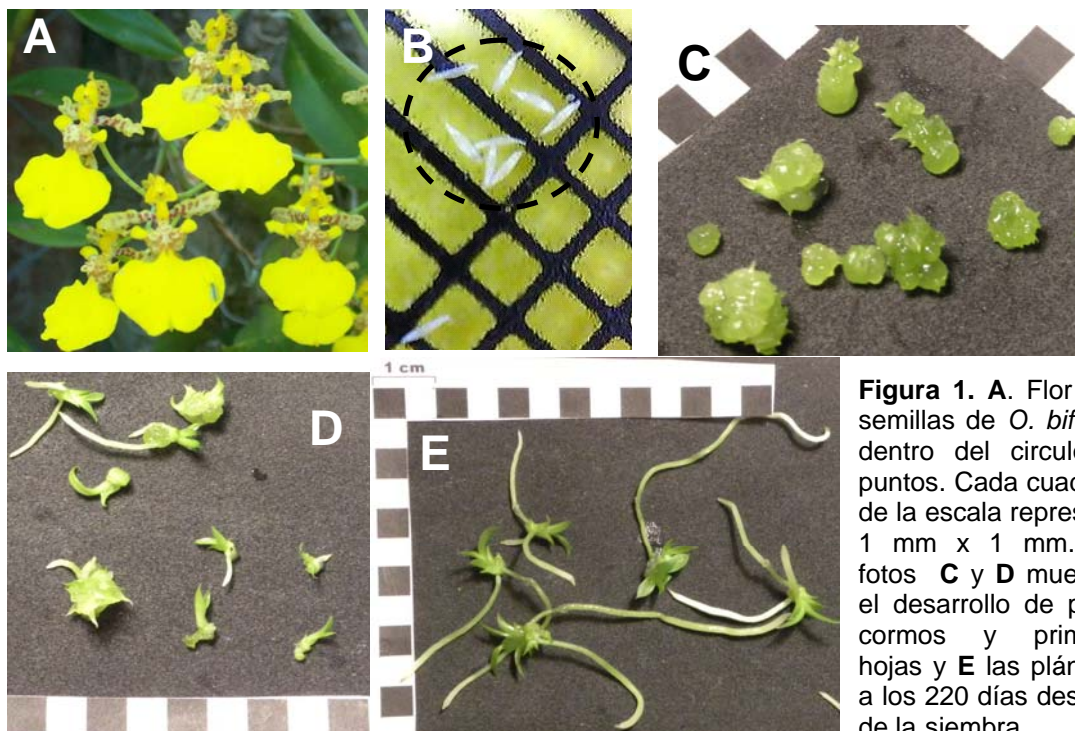 A
B
C
1 cm
D
E
Figura 1. A. Flor
semillas de O. bif
dentro del circul
puntos. Cada cuad
de la escala repres
1 mm x 1 mm.
fotos C y D mue
el desarrollo de p
cormos y prim
hojas y E las plán
a los 220 días des
de la siembra